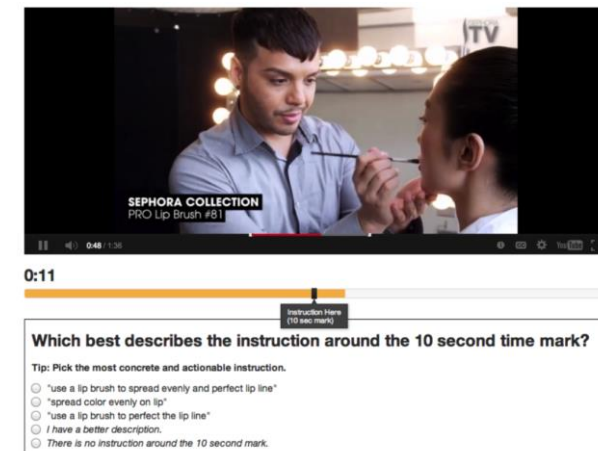 SEPHORA
TV
SEPHORA COLLECTION
PRO Lip Brush #81
0:48 / 1:36
YouTube
0:11
Instruction Here
(10 sec mark)
Which best describes the instruction around the 10 second time mark?
Tip: Pick the most concrete and actionable instruction.
"use a lip brush to spread evenly and perfect lip line"
"spread color evenly on lip"
"use a lip brush to perfect the lip line"
I have a better description.
There is no instruction around the 10 second mark.